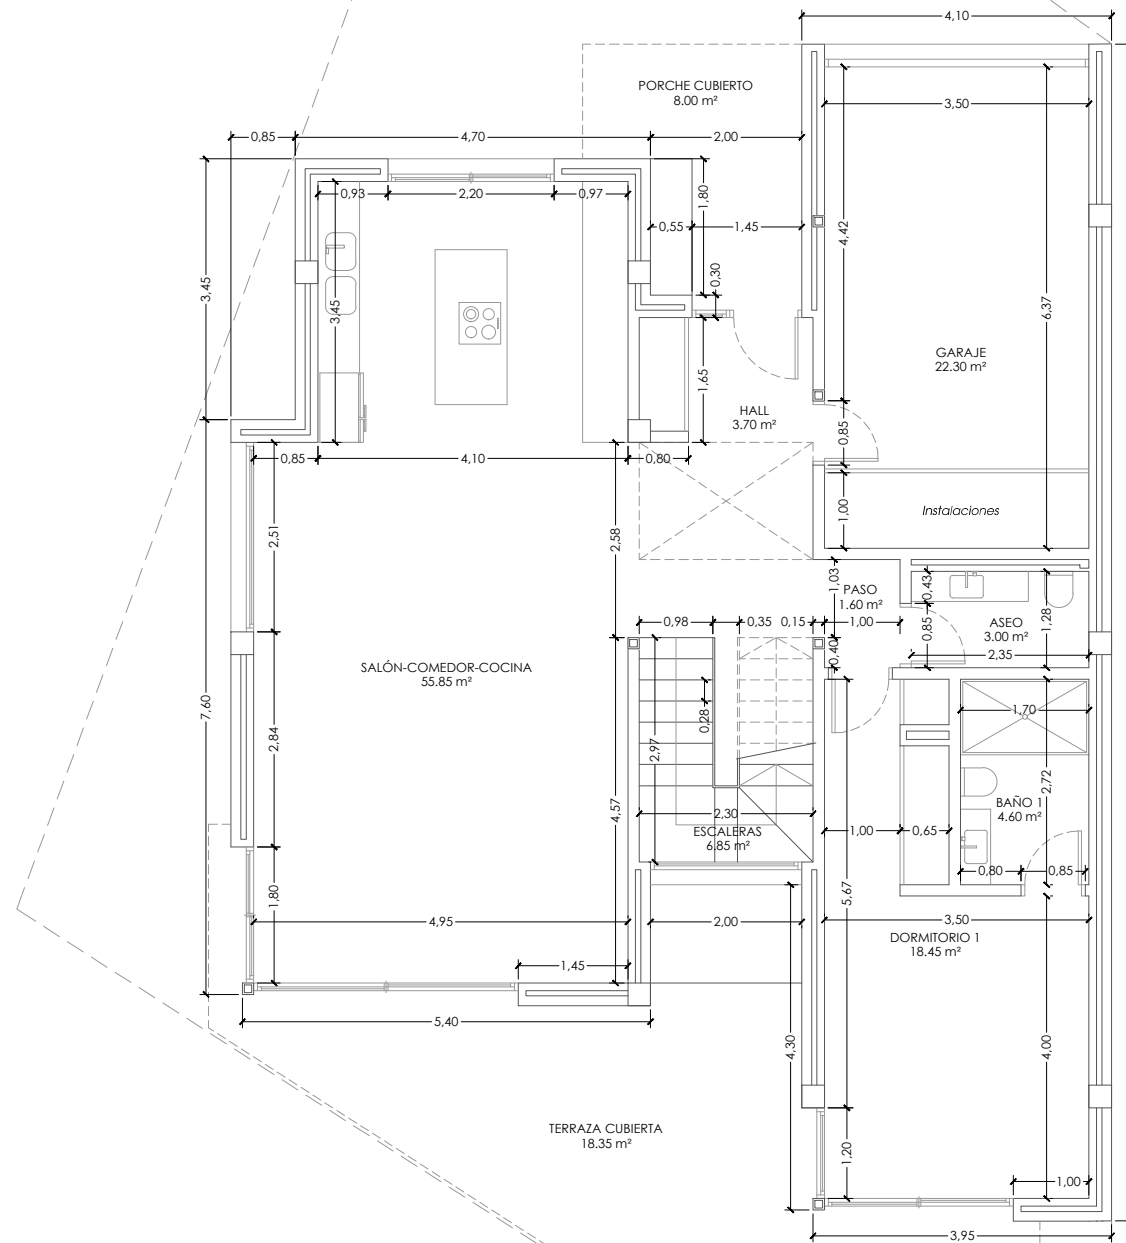 4,10
PORCHE CUBIERTO
8.00 m²
3,50
0,85
4,70
2,00
0,93
2,20
0,97
1,80
0,55
1,45
4,42
0,30
3,45
3,45
6,37
GARAJE
22.30 m²
1,65
HALL
3.70 m²
0,85
0,85
4,10
0,80
1,00
Instalaciones
2,51
2,58
1,03
PASO
1.60 m²
0,43
ASEO
3.00 m²
1,28
0,98
0,35
0,15
1,00
0,85
2,35
0,40
SALÓN-COMEDOR-COCINA
55.85 m²
7,60
0,28
1,70
2,84
2,97
2,72
4,57
BAÑO 1
4.60 m²
2,30
ESCALERAS
6.85 m²
1,00
0,65
0,80
0,85
1,80
5,67
4,95
2,00
3,50
DORMITORIO 1
18.45 m²
1,45
5,40
4,30
4,00
TERRAZA CUBIERTA
18.35 m²
1,20
1,00
3,95